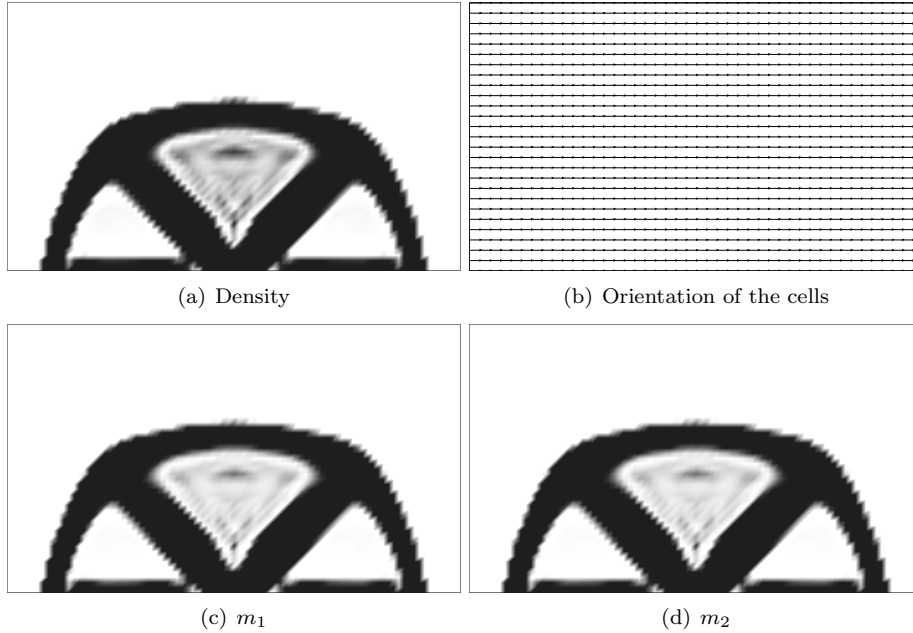 (a) Density
(b) Orientation of the cells
(c) m₁
(d) m₂